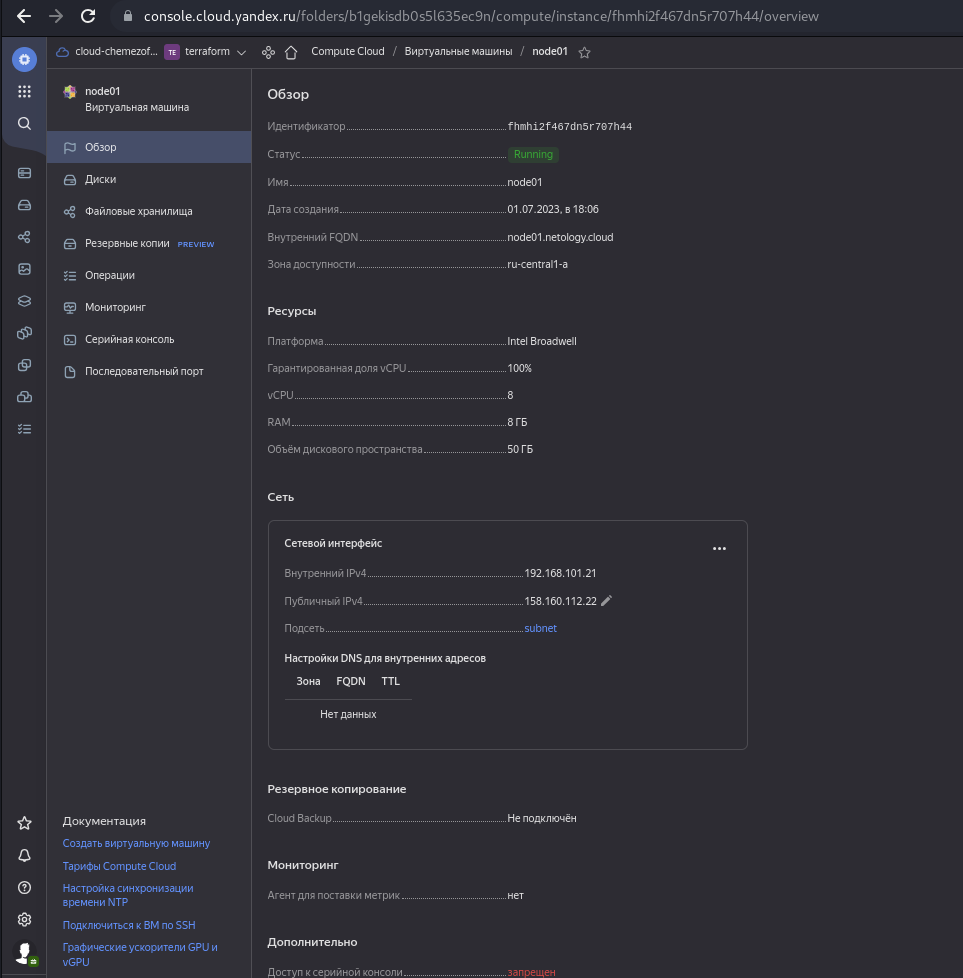 console.cloud.yandex.ru/folders/b1gekisdb0s5l635ec9n/compute/instance/fhmhi2f467dn5r707h44/overview
cloud-chemezof... TE terraform Compute Cloud / Виртуальные машины / node01
node01
Виртуальная машина
Обзор
Диски
Файловые хранилища
Резервные копии PREVIEW
Операции
Мониторинг
Серийная консоль
Последовательный порт
Документация
Создать виртуальную машину
Тарифы Compute Cloud
Настройка синхронизации
времени NTP
Подключиться к ВМ по SSH
Графические ускорители GPU и
vGPU
Обзор
Идентификатор fhmhi2f467dn5r707h44
Статус Running
Имя node01
Дата создания 01.07.2023, в 18:06
Внутренний FQDN node01.netology.cloud
Зона доступности ru-central1-a
Ресурсы
Платформа Intel Broadwell
Гарантированная доля vCPU 100%
vCPU 8
RAM 8 ГБ
Объём дискового пространства 50 ГБ
Сеть
Сетевой интерфейс
Внутренний IPv4 192.168.101.21
Публичный IPv4 158.160.112.22
Подсеть subnet
Настройки DNS для внутренних адресов
Зона FQDN TTL
Нет данных
Резервное копирование
Cloud Backup Не подключён
Мониторинг
Агент для поставки метрик нет
Дополнительно
Доступ к серийной консоли запрещен